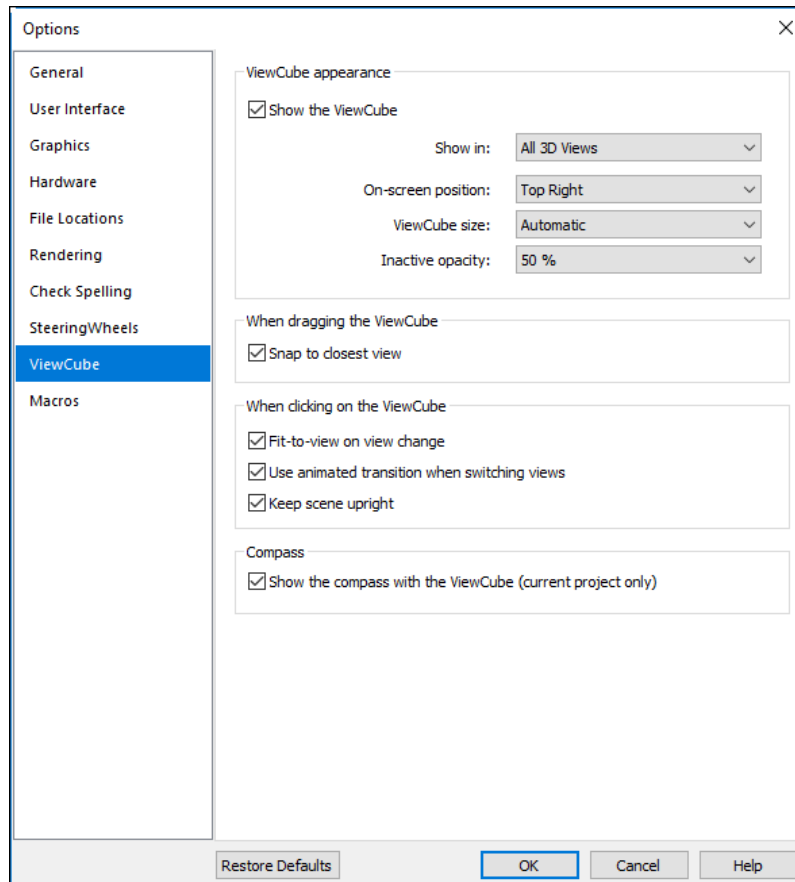 Options
General
User Interface
Graphics
Hardware
File Locations
Rendering
Check Spelling
SteeringWheels
ViewCube
Macros
ViewCube appearance
Show the ViewCube
Show in: All 3D Views
On-screen position: Top Right
ViewCube size: Automatic
Inactive opacity: 50 %
When dragging the ViewCube
Snap to closest view
When clicking on the ViewCube
Fit-to-view on view change
Use animated transition when switching views
Keep scene upright
Compass
Show the compass with the ViewCube (current project only)
Restore Defaults OK Cancel Help